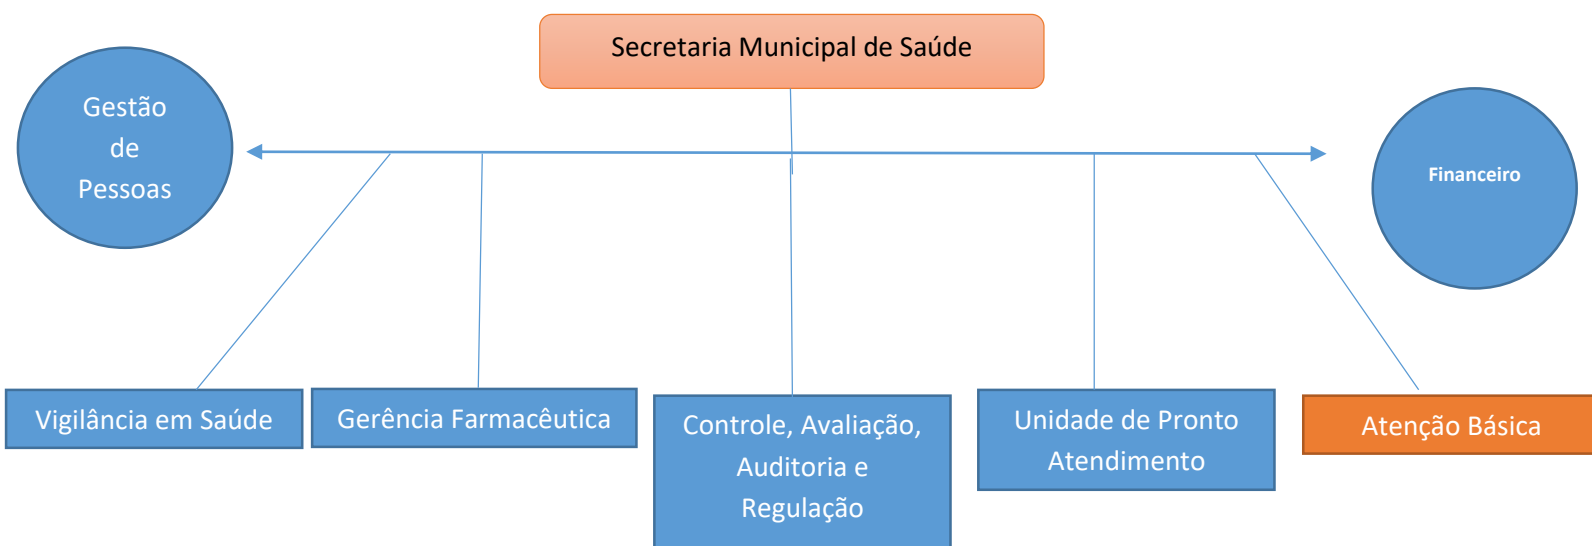 Secretaria Municipal de Saúde
Gestão
de
Pessoas
Financeiro
Vigilância em Saúde
Gerência Farmacêutica
Controle, Avaliação,
Auditoria e
Regulação
Unidade de Pronto
Atendimento
Atenção Básica